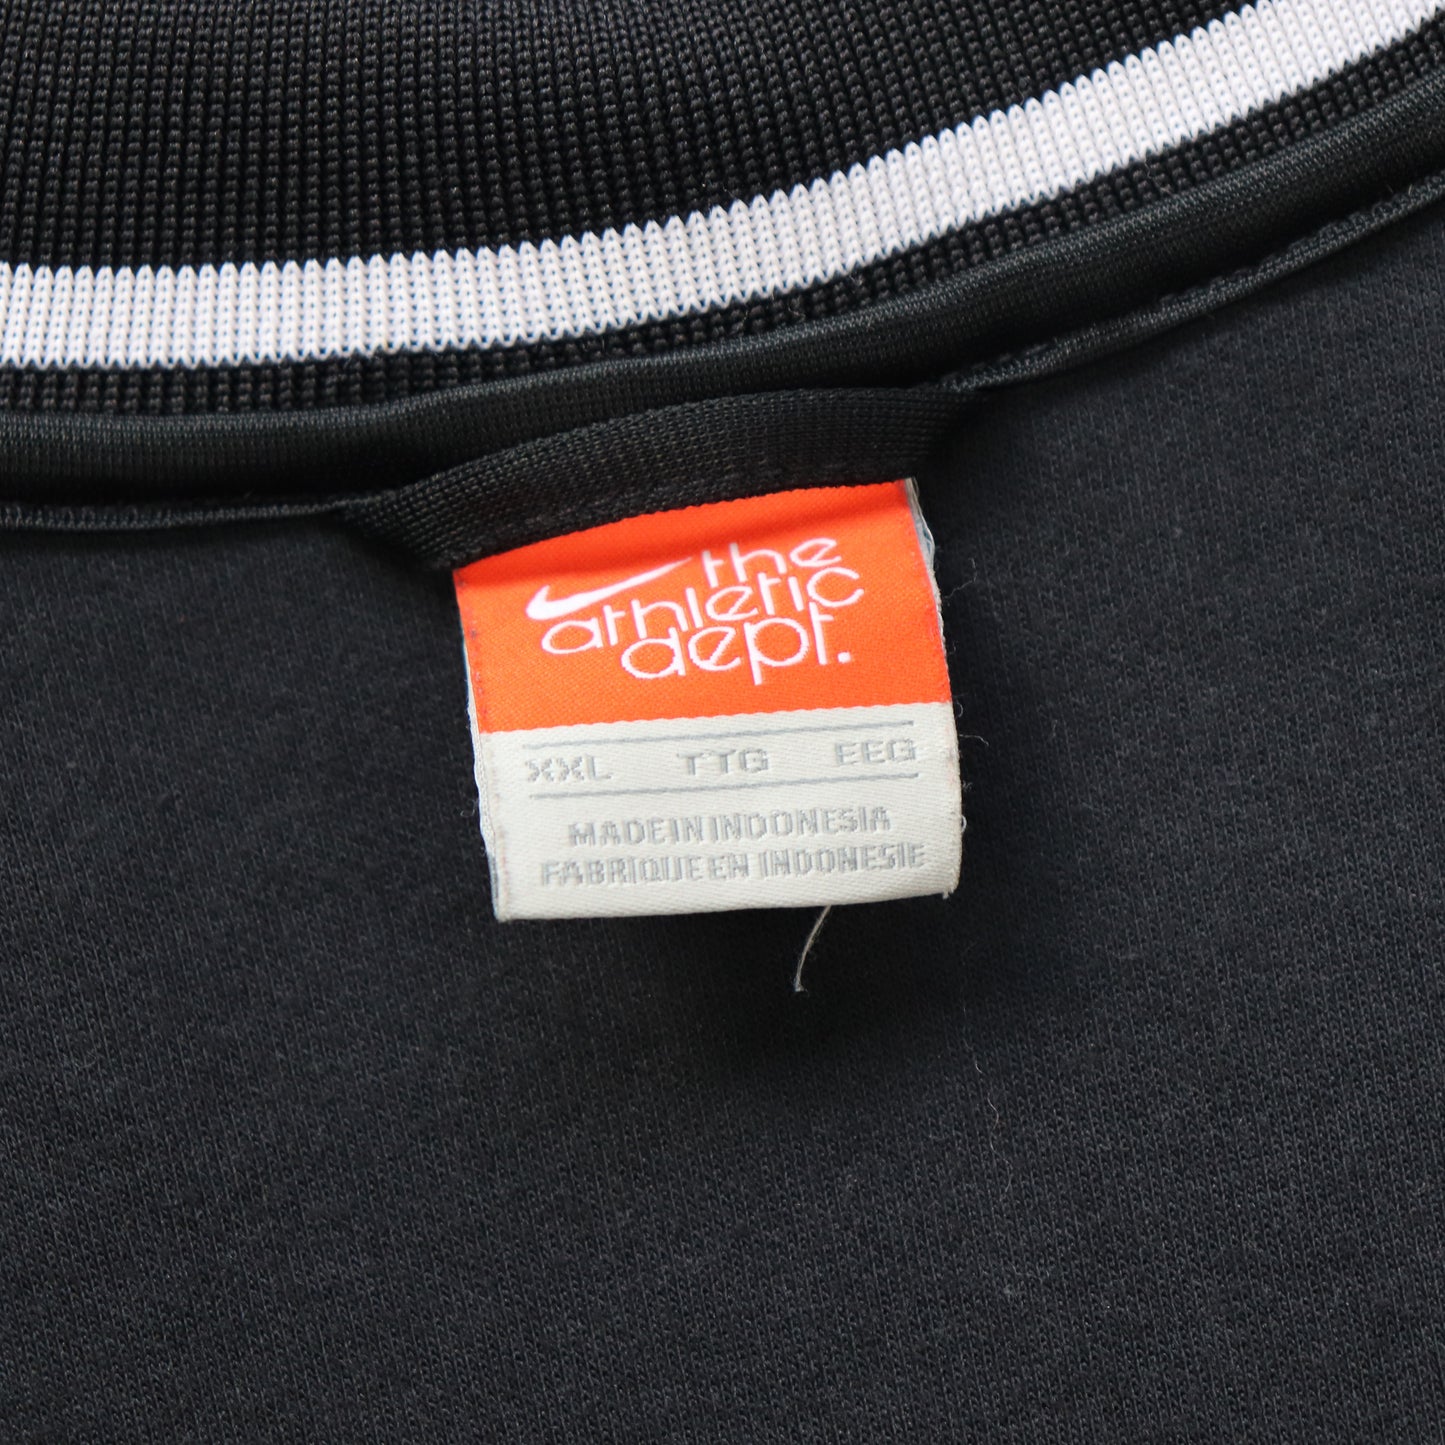 the
athletic
dept.
XXL TTG EEG
MADE IN INDONESIA
FABRIQUE EN INDONESIE